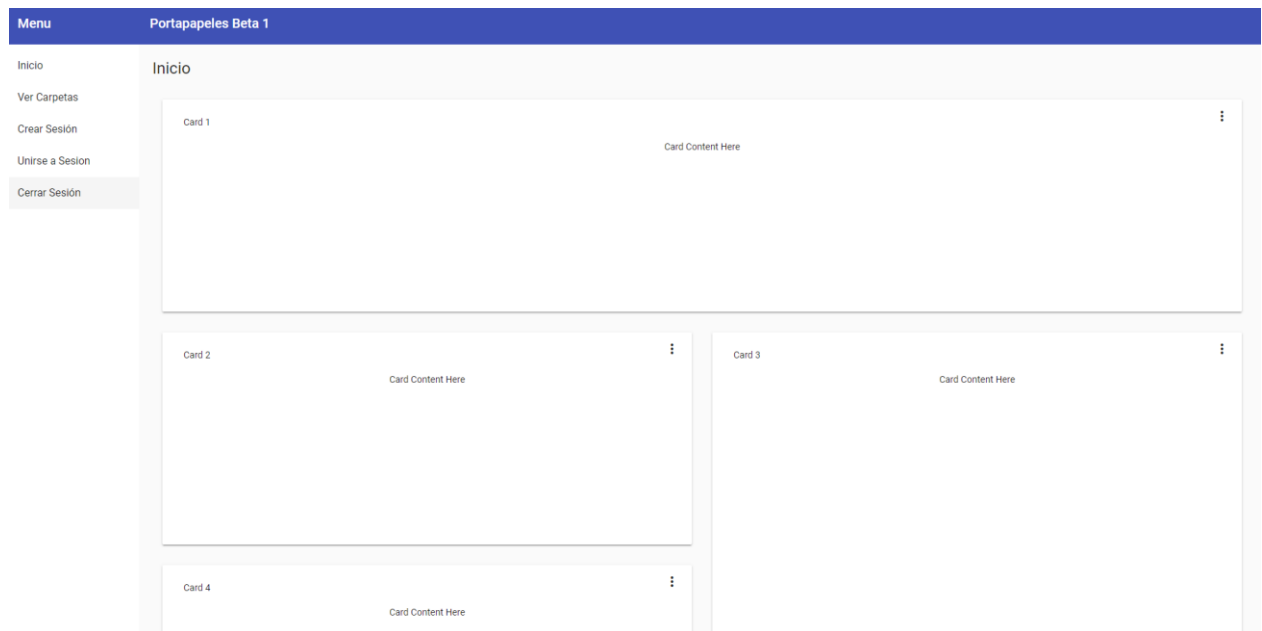 Menu
Portapapeles Beta 1
Inicio
Ver Carpetas
Crear Sesión
Unirse a Sesion
Cerrar Sesión
Inicio
Card 1
Card Content Here
Card 2
Card Content Here
Card 3
Card Content Here
Card 4
Card Content Here